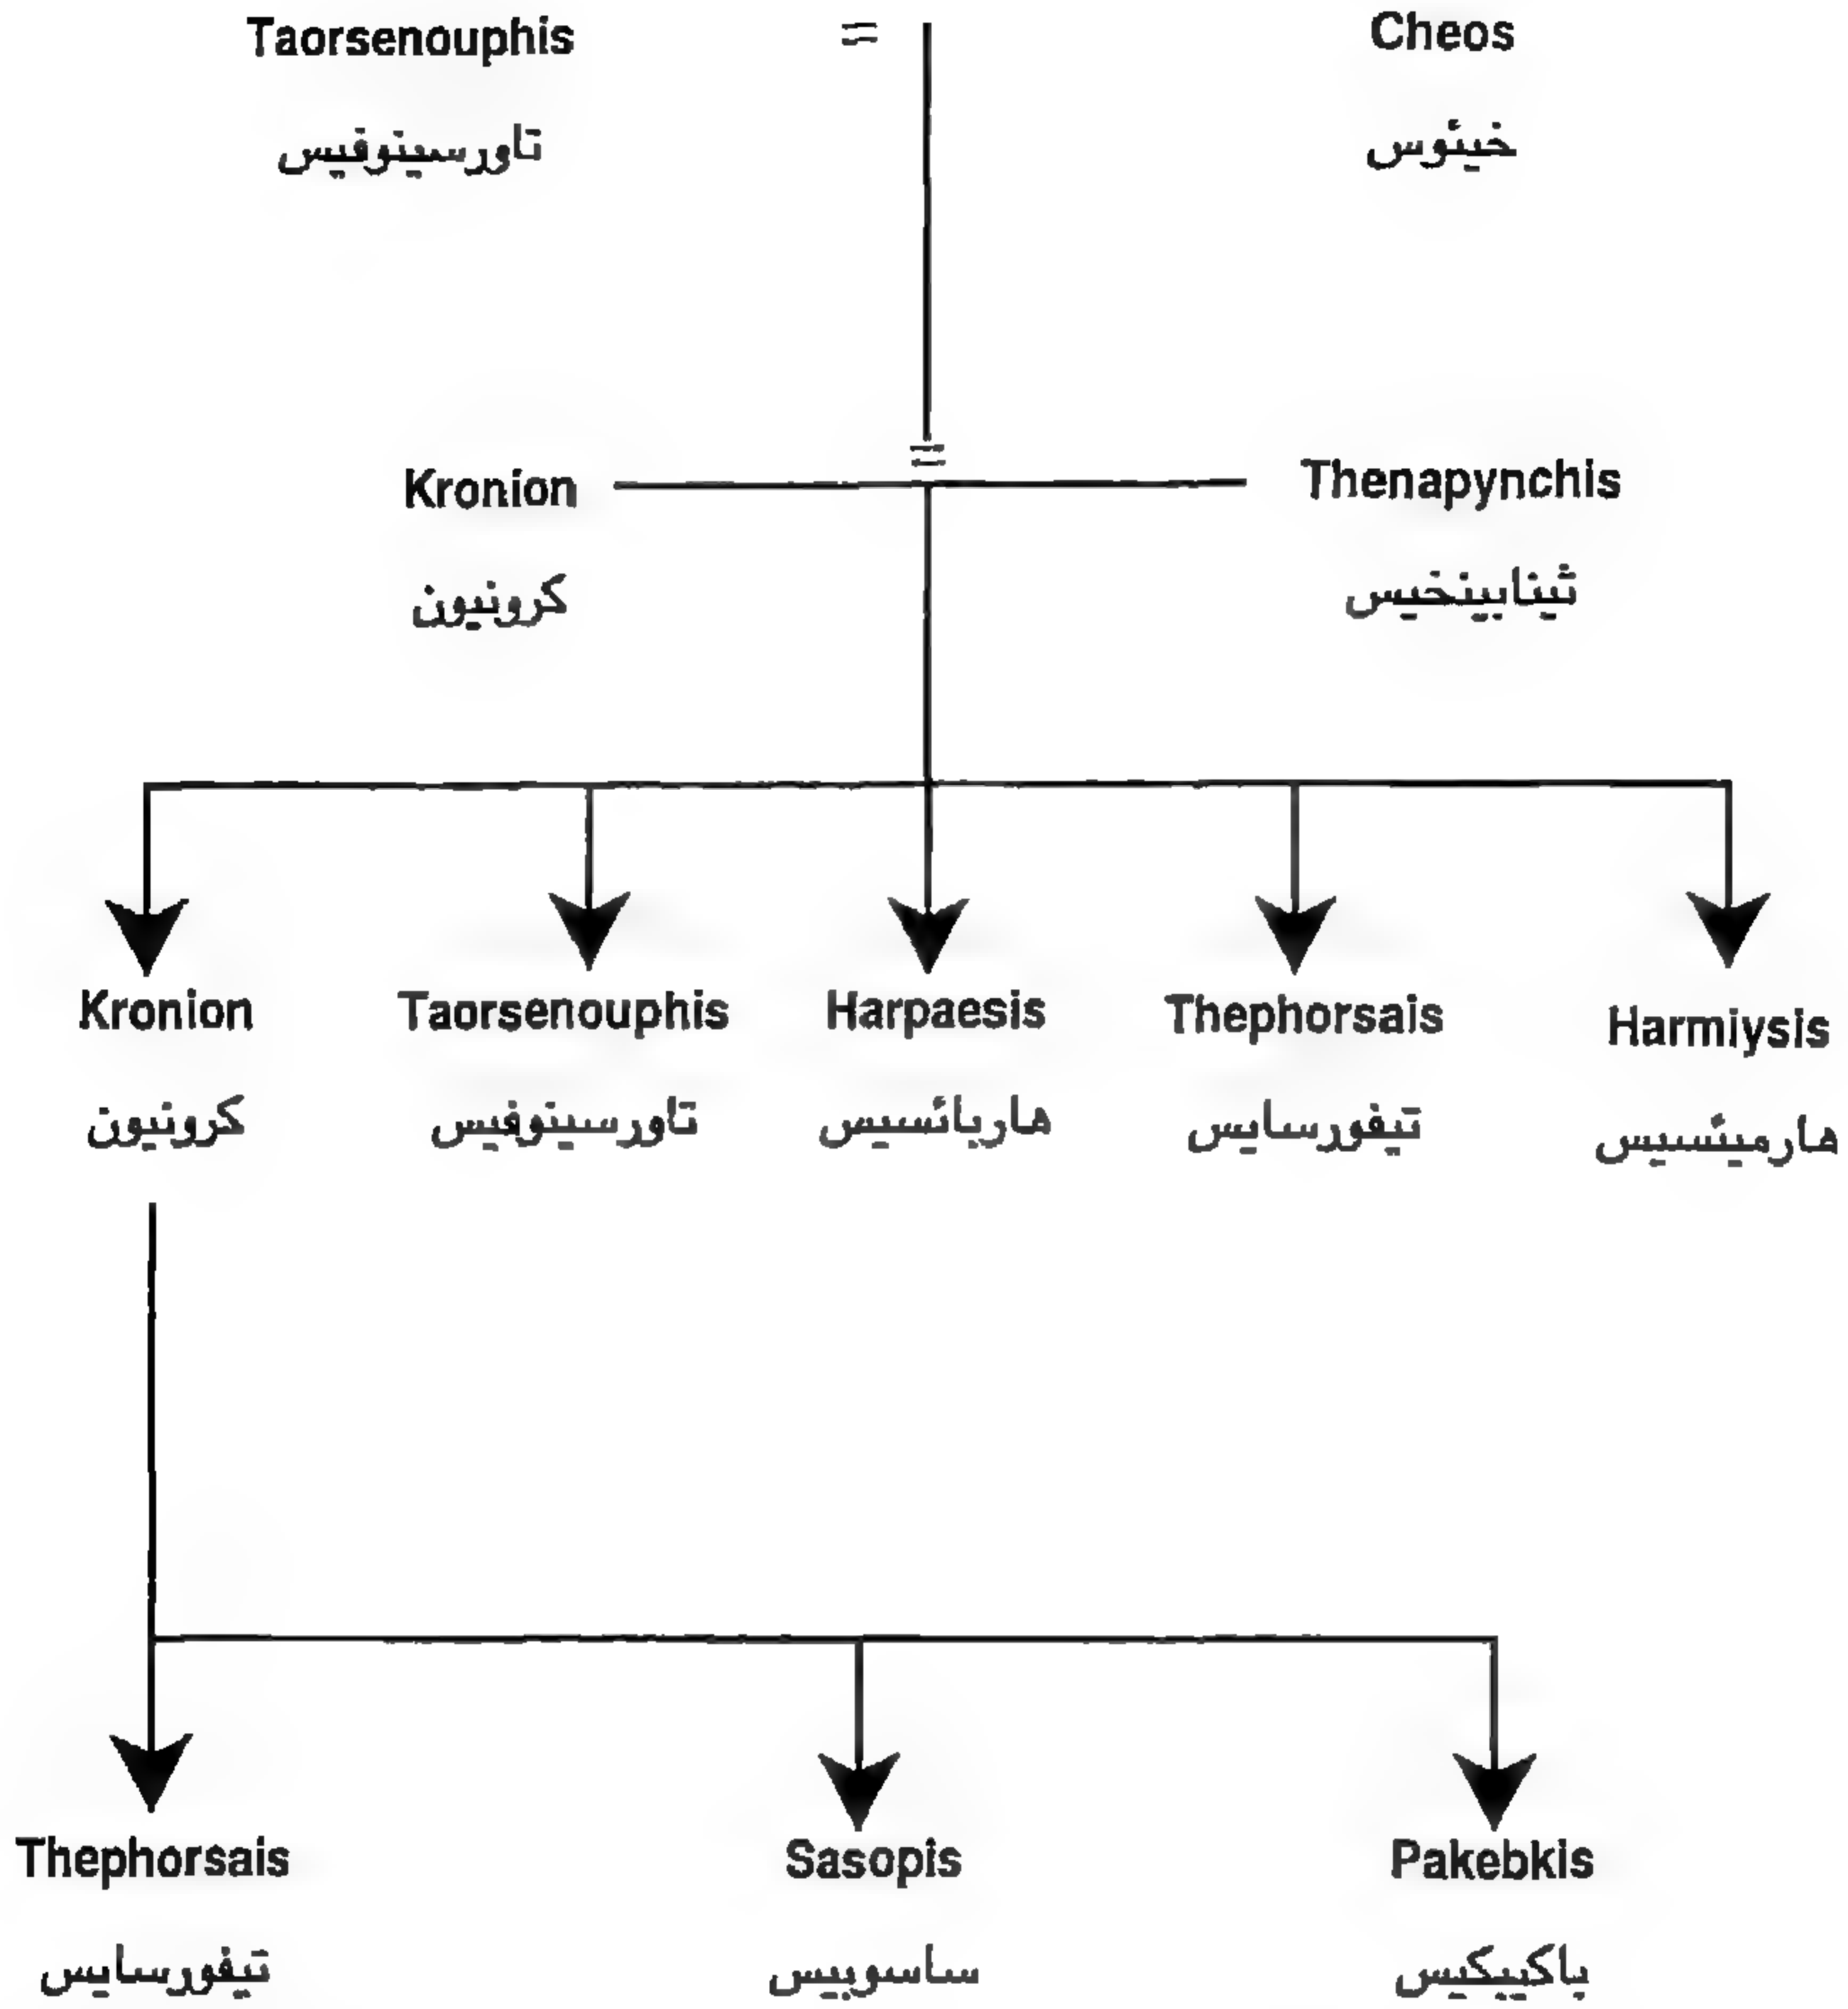 Taorsenouphis = Cheos
تاورسينوفيس خيئوس
=
Kronion Thenapynchis
كرونيون ثينابينخيس
Kronion Taorsenouphis Harpaesis Thephorsais Harmiysis
كرونيون تاورسينوفيس هاربائسيس تيفورسايس هارميئسيس
Thephorsais Sasopis Pakebkis
تيفورسايس ساسوبيس باكيبكيس